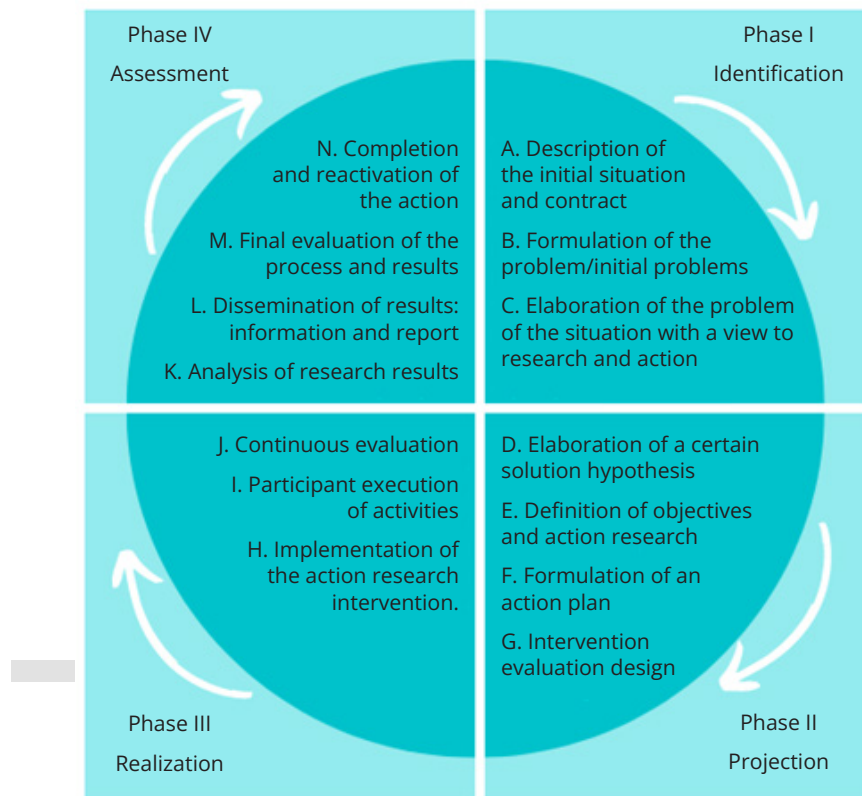 Phase IV
Assessment
Phase I
Identification
N. Completion
and reactivation of
the action
M. Final evaluation of the
process and results
L. Dissemination of results:
information and report
K. Analysis of research results
A. Description of
the initial situation
and contract
B. Formulation of the
problem/initial problems
C. Elaboration of the problem
of the situation with a view to
research and action
J. Continuous evaluation
I. Participant execution
of activities
H. Implementation of
the action research
intervention.
D. Elaboration of a certain
solution hypothesis
E. Definition of objectives
and action research
F. Formulation of an
action plan
G. Intervention
evaluation design
Phase III
Realization
Phase II
Projection